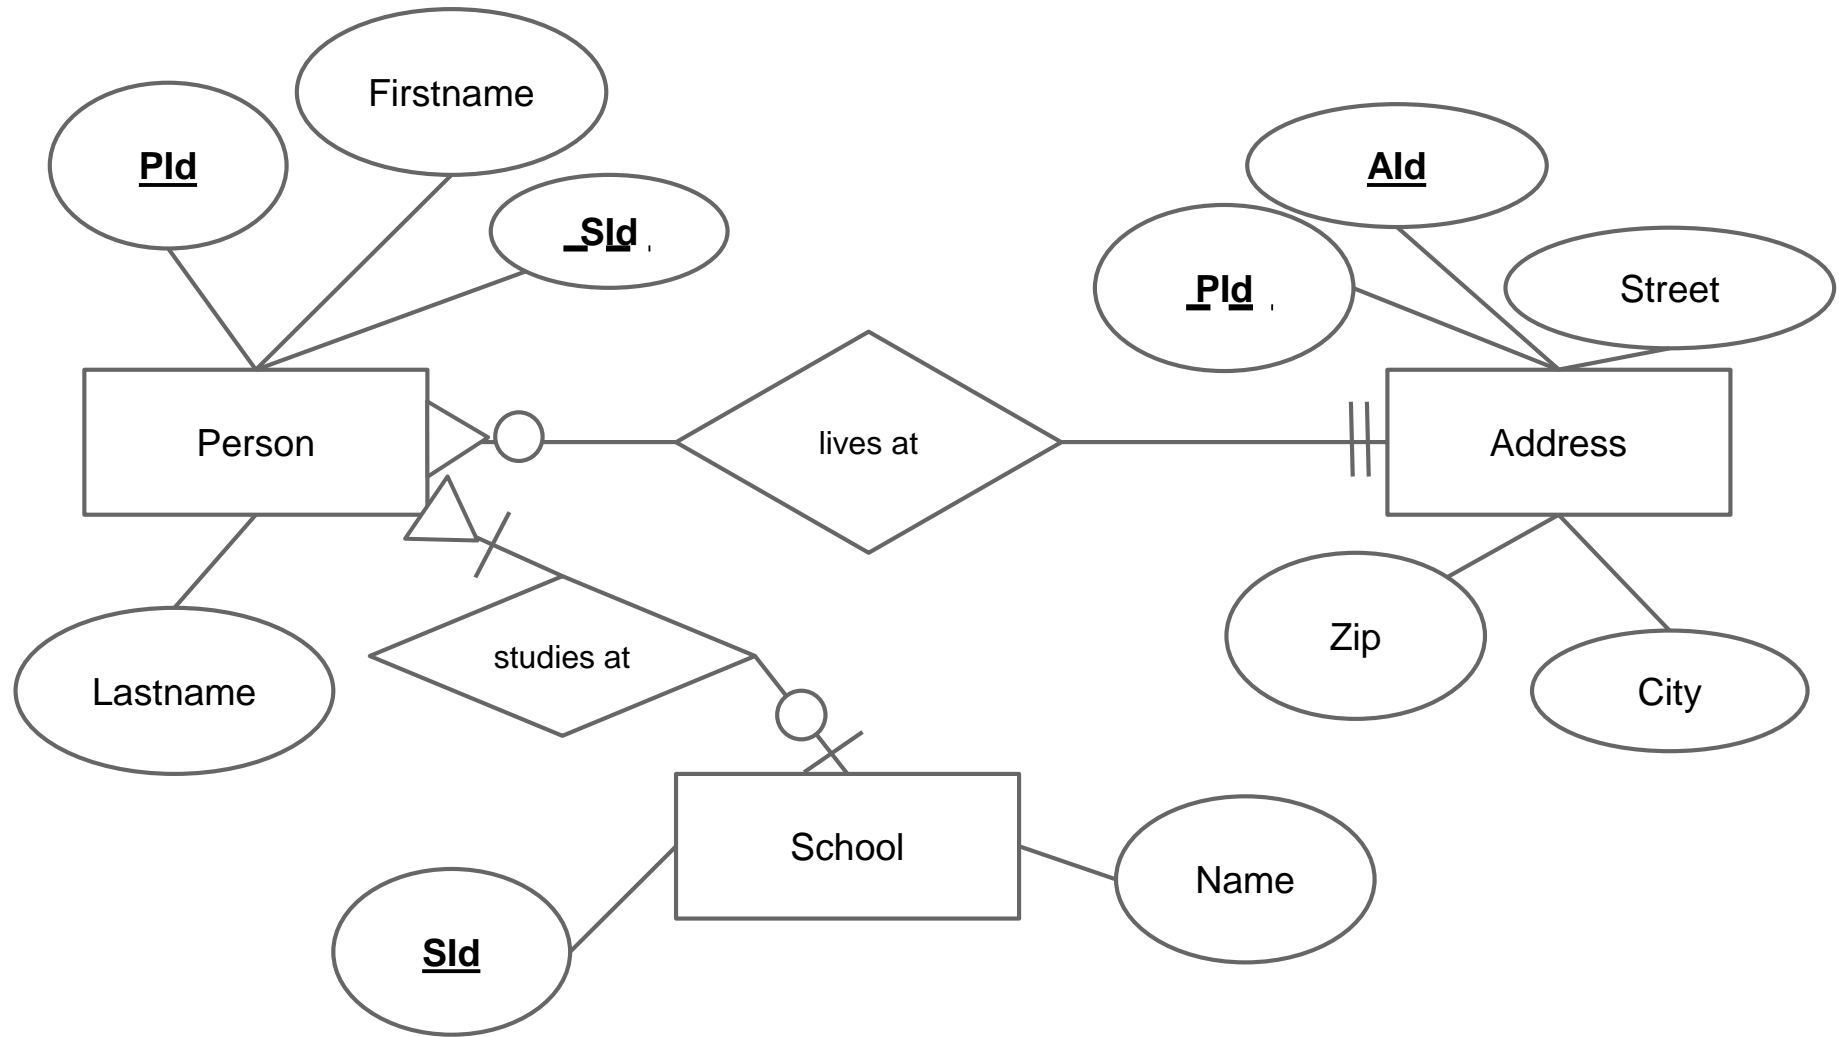 Firstname
PId
AId
SId
PId
Street
Person
lives at
Address
Zip
studies at
Lastname
City
School
Name
SId